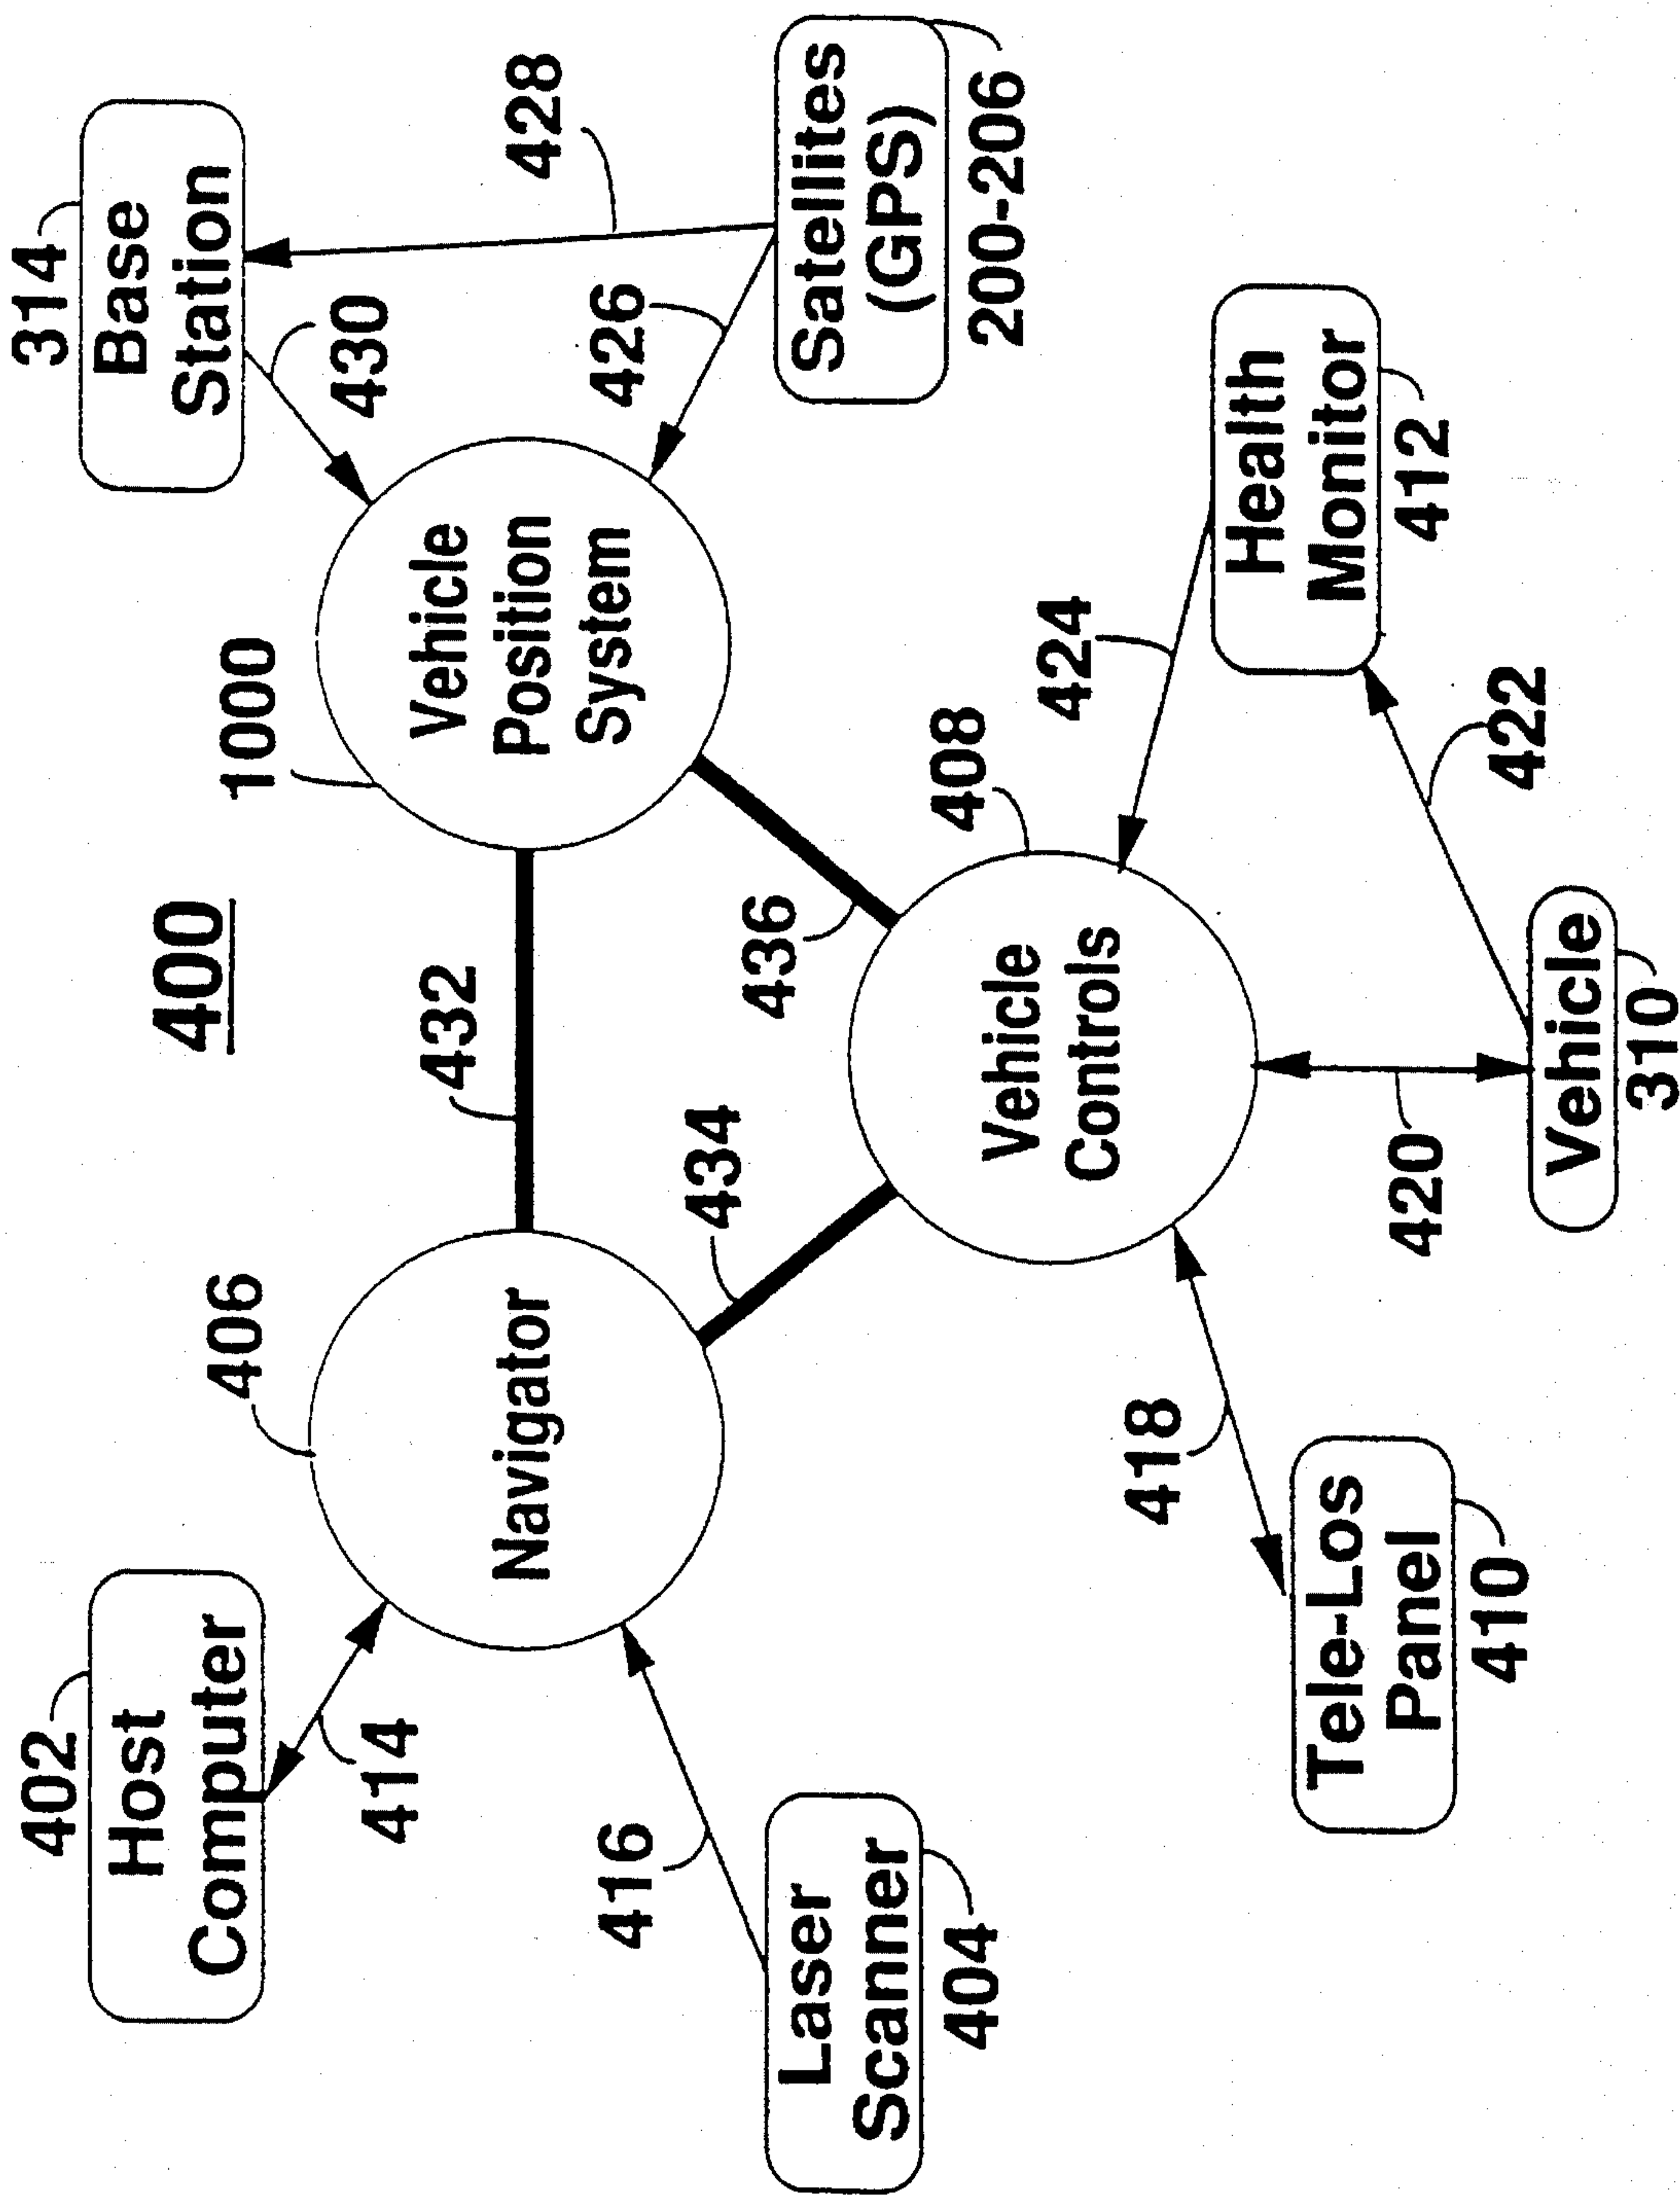 400
402
Host
Computer
414
406
Navigator
416
Laser
Scanner
404
432
1000
Vehicle
Position
System
314
Base
Station
430
428
426
Satellites
(GPS)
200-206
434
436
408
Vehicle
Controls
418
Tele-Los
Panel
410
424
Health
Monitor
412
420
422
Vehicle
310